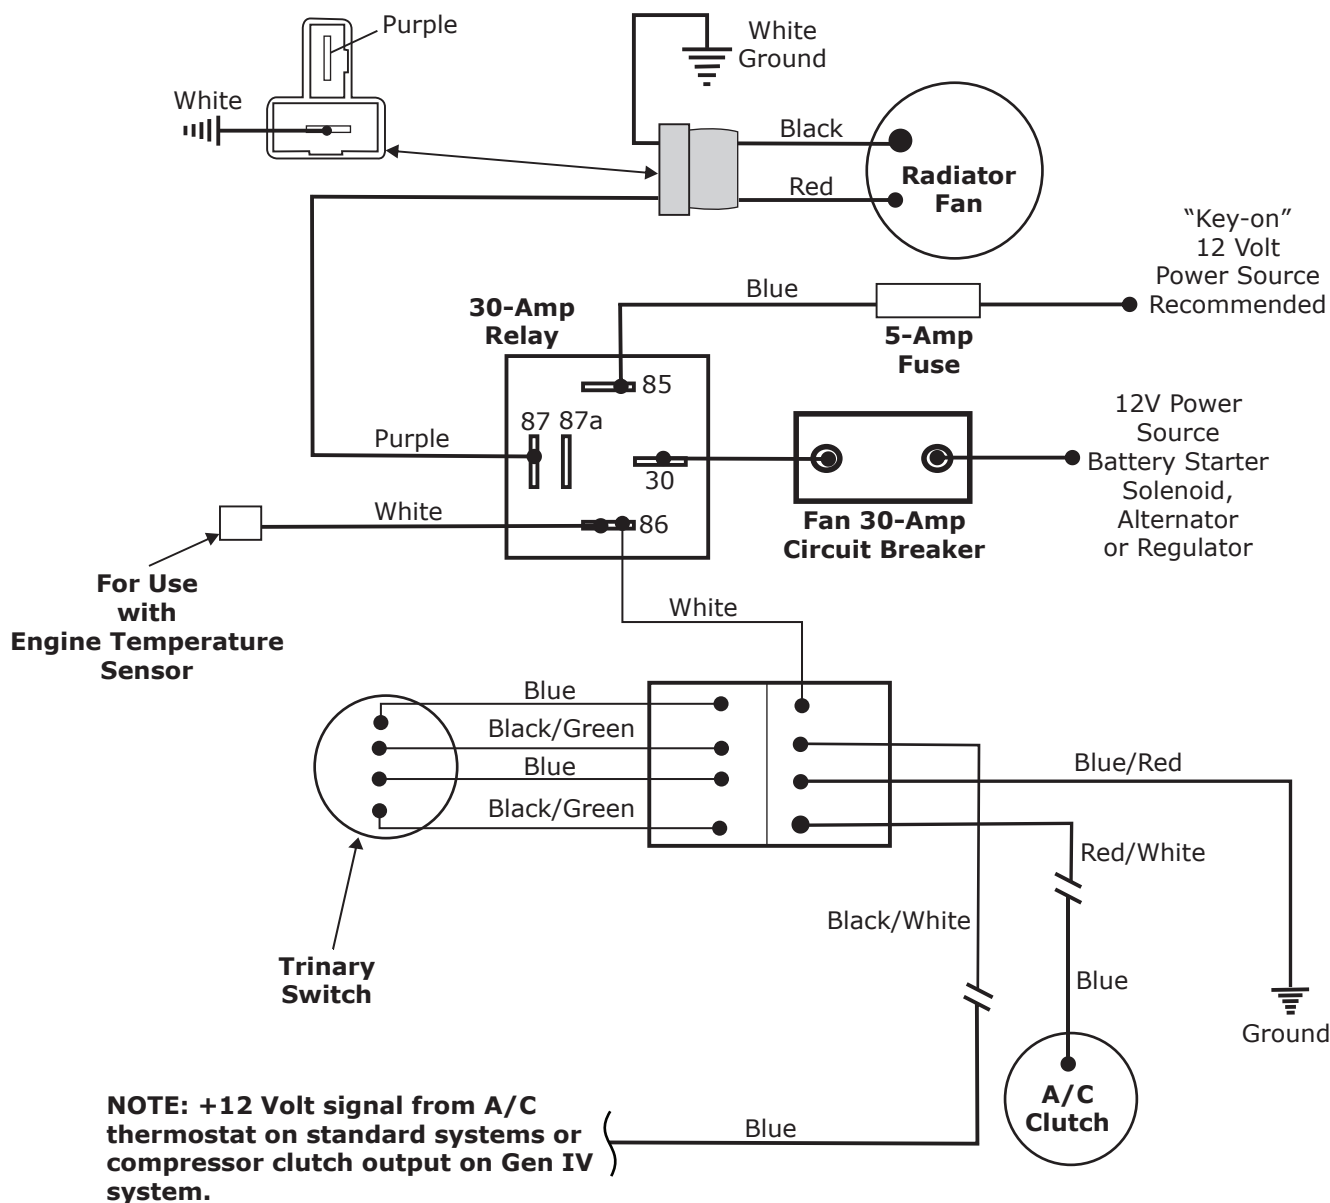 Purple
White
White
Ground
Black
Radiator
Fan
Red
“Key-on”
12 Volt
Power Source
Recommended
Blue
5-Amp
Fuse
30-Amp
Relay
85
87
87a
30
86
Purple
White
12V Power
Source
Battery Starter
Solenoid,
Alternator
or Regulator
Fan 30-Amp
Circuit Breaker
For Use
with
Engine Temperature
Sensor
White
Blue
Black/Green
Blue
Black/Green
Blue/Red
Red/White
Black/White
Trinary
Switch
Blue
Ground
A/C
Clutch
NOTE: +12 Volt signal from A/C
thermostat on standard systems or
compressor clutch output on Gen IV
system.
Blue